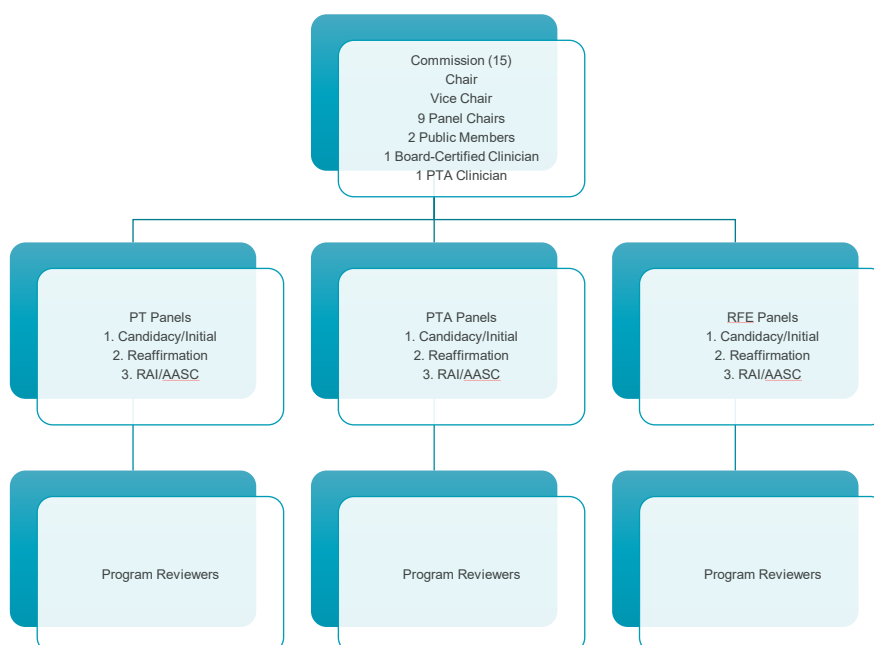 Commission (15)
Chair
Vice Chair
9 Panel Chairs
2 Public Members
1 Board-Certified Clinician
1 PTA Clinician
PT Panels
1. Candidacy/Initial
2. Reaffirmation
3. RAI/AASC
PTA Panels
1. Candidacy/Initial
2. Reaffirmation
3. RAI/AASC
RFE Panels
1. Candidacy/Initial
2. Reaffirmation
3. RAI/AASC
Program Reviewers
Program Reviewers
Program Reviewers